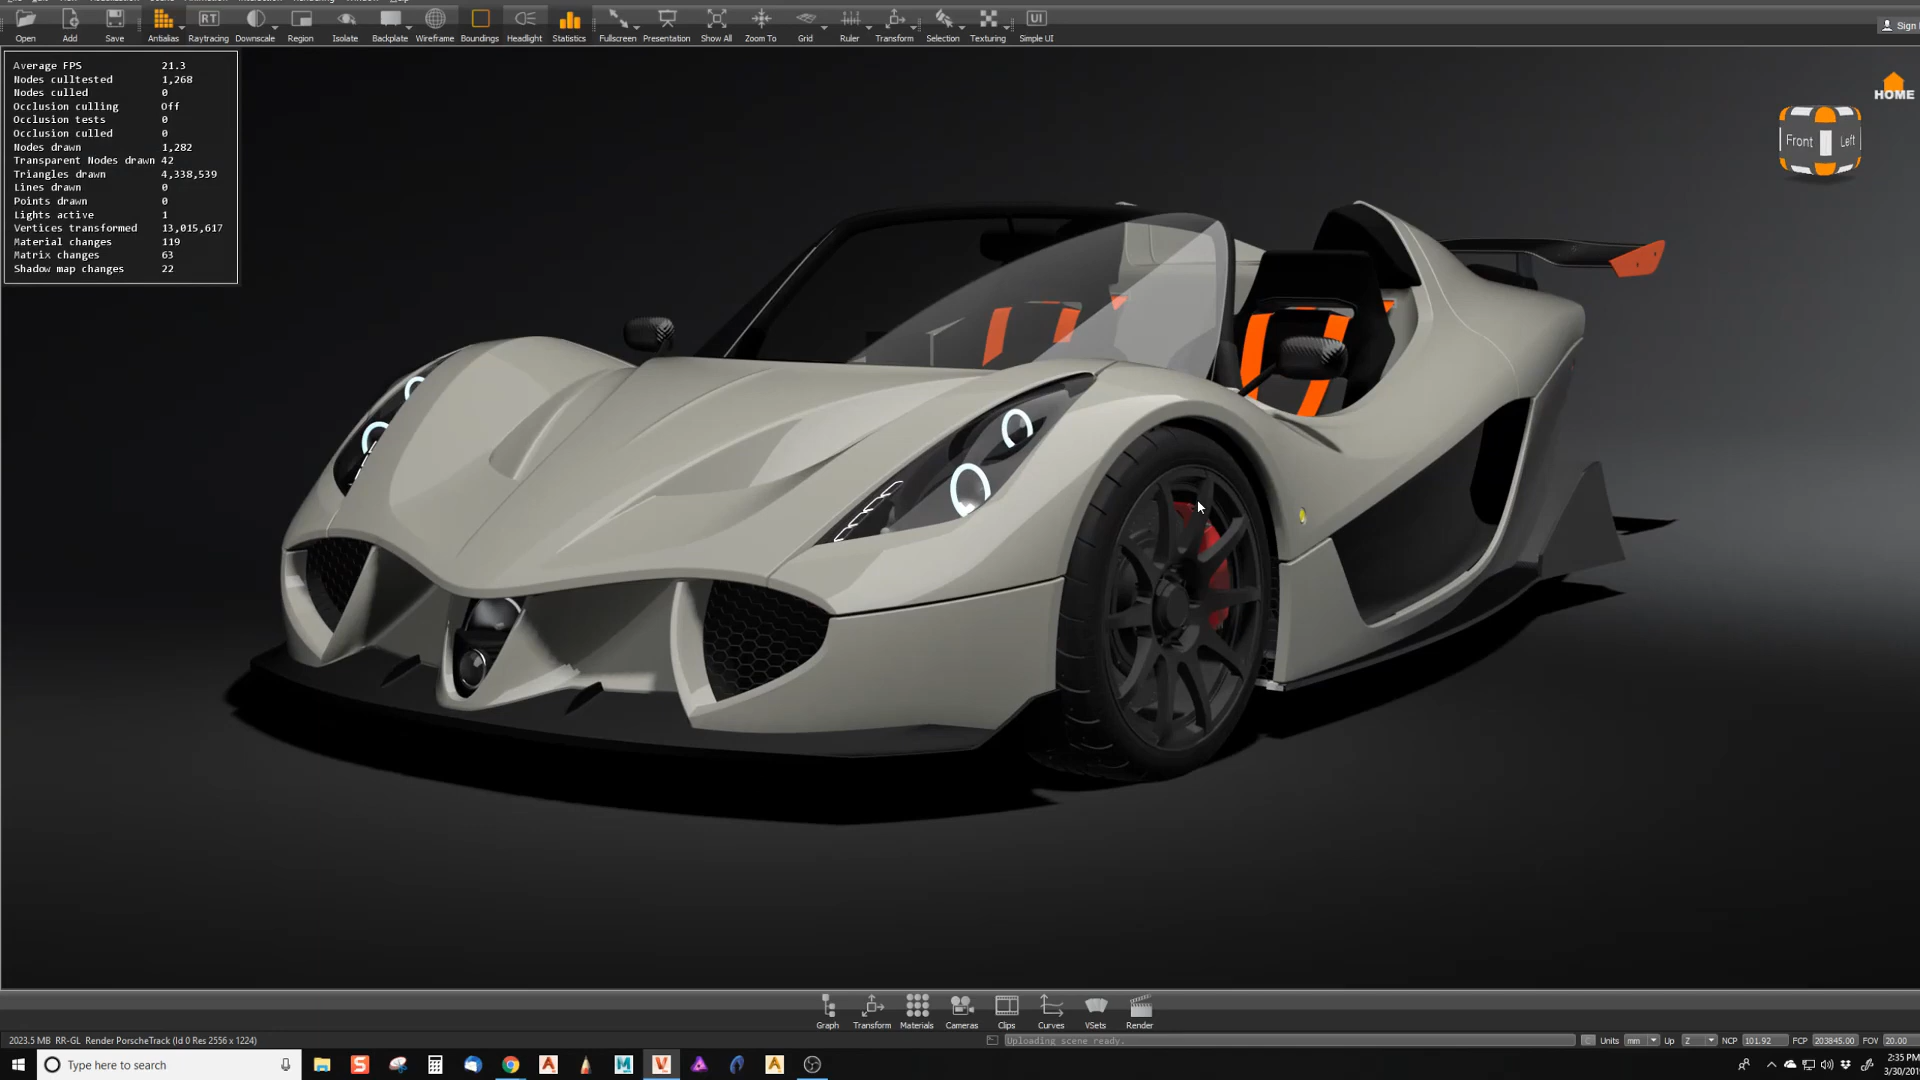 Open Add Save Antialias Raytracing Downscale Region Isolate Backplate Wireframe Boundings Headlight Statistics Fullscreen Presentation Show All Zoom To Grid Ruler Transform Selection Texturing Simple UI
RT
UI
Sign
Average FPS 21.3
Nodes culltested 1,268
Nodes culled 0
Occlusion culling Off
Occlusion tests 0
Occlusion culled 0
Nodes drawn 1,282
Transparent Nodes drawn 42
Triangles drawn 4,338,539
Lines drawn 0
Points drawn 0
Lights active 1
Vertices transformed 13,015,617
Material changes 119
Matrix changes 63
Shadow map changes 22
HOME
Front Left
Graph Transform Materials Cameras Clips Curves VSets Render
2023.5 MB RR-GL Render PorscheTrack (Id 0 Res 2556 x 1224)
Uploading scene ready.
Units mm Up Z NCP 101.92 FCP 203845.00 FOV 20.00
Type here to search
2:35 PM
3/30/201